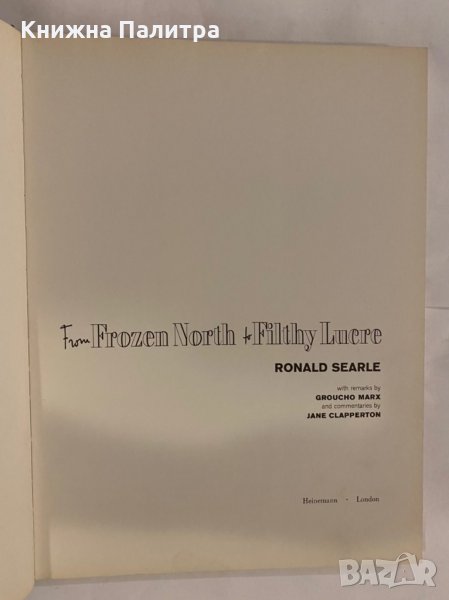 Книжна Палитра
From Frozen North to Filthy Lucre
RONALD SEARLE
with remarks by
GROUCHO MARX
and commentaries by
JANE CLAPPERTON
Heinemann · London
BAZAR